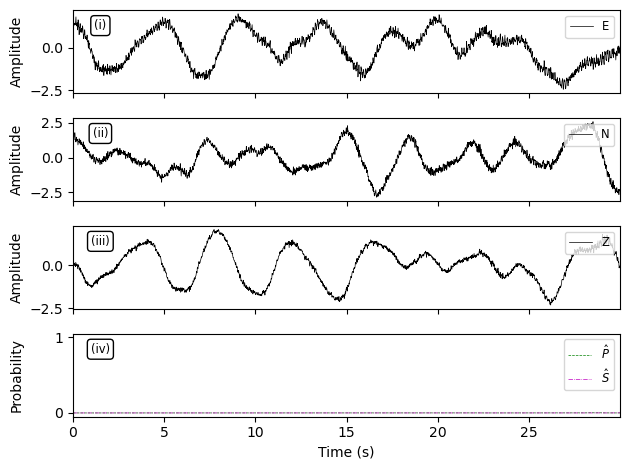 Amplitude
0.0
−2.5
(i)
E
Amplitude
2.5
0.0
−2.5
(ii)
N
Amplitude
0.0
−2.5
(iii)
Z
Probability
1
0
(iv)
P̂
Ŝ
0 5 10 15 20 25
Time (s)